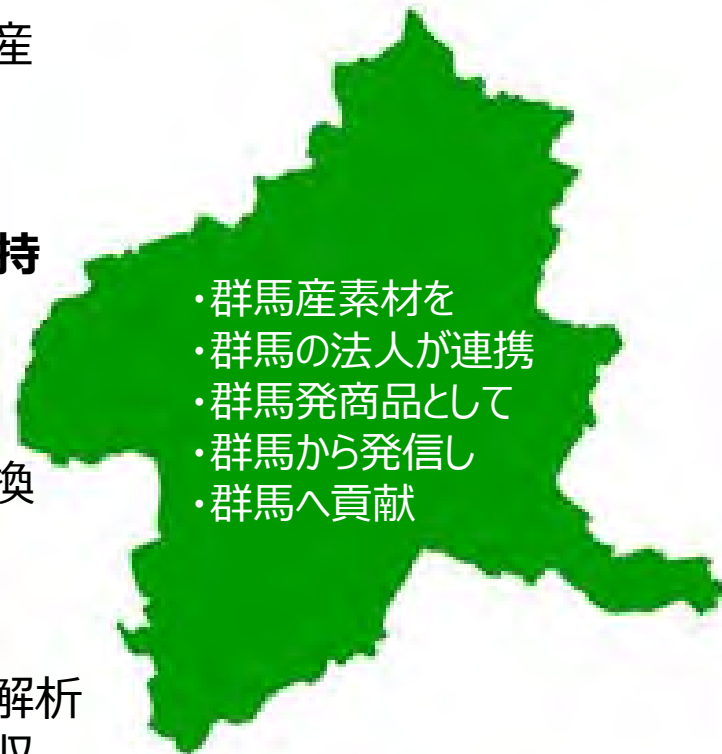 産
持
・群馬産素材を
・群馬の法人が連携
・群馬発商品として
・群馬から発信し
・群馬へ貢献
換
解析